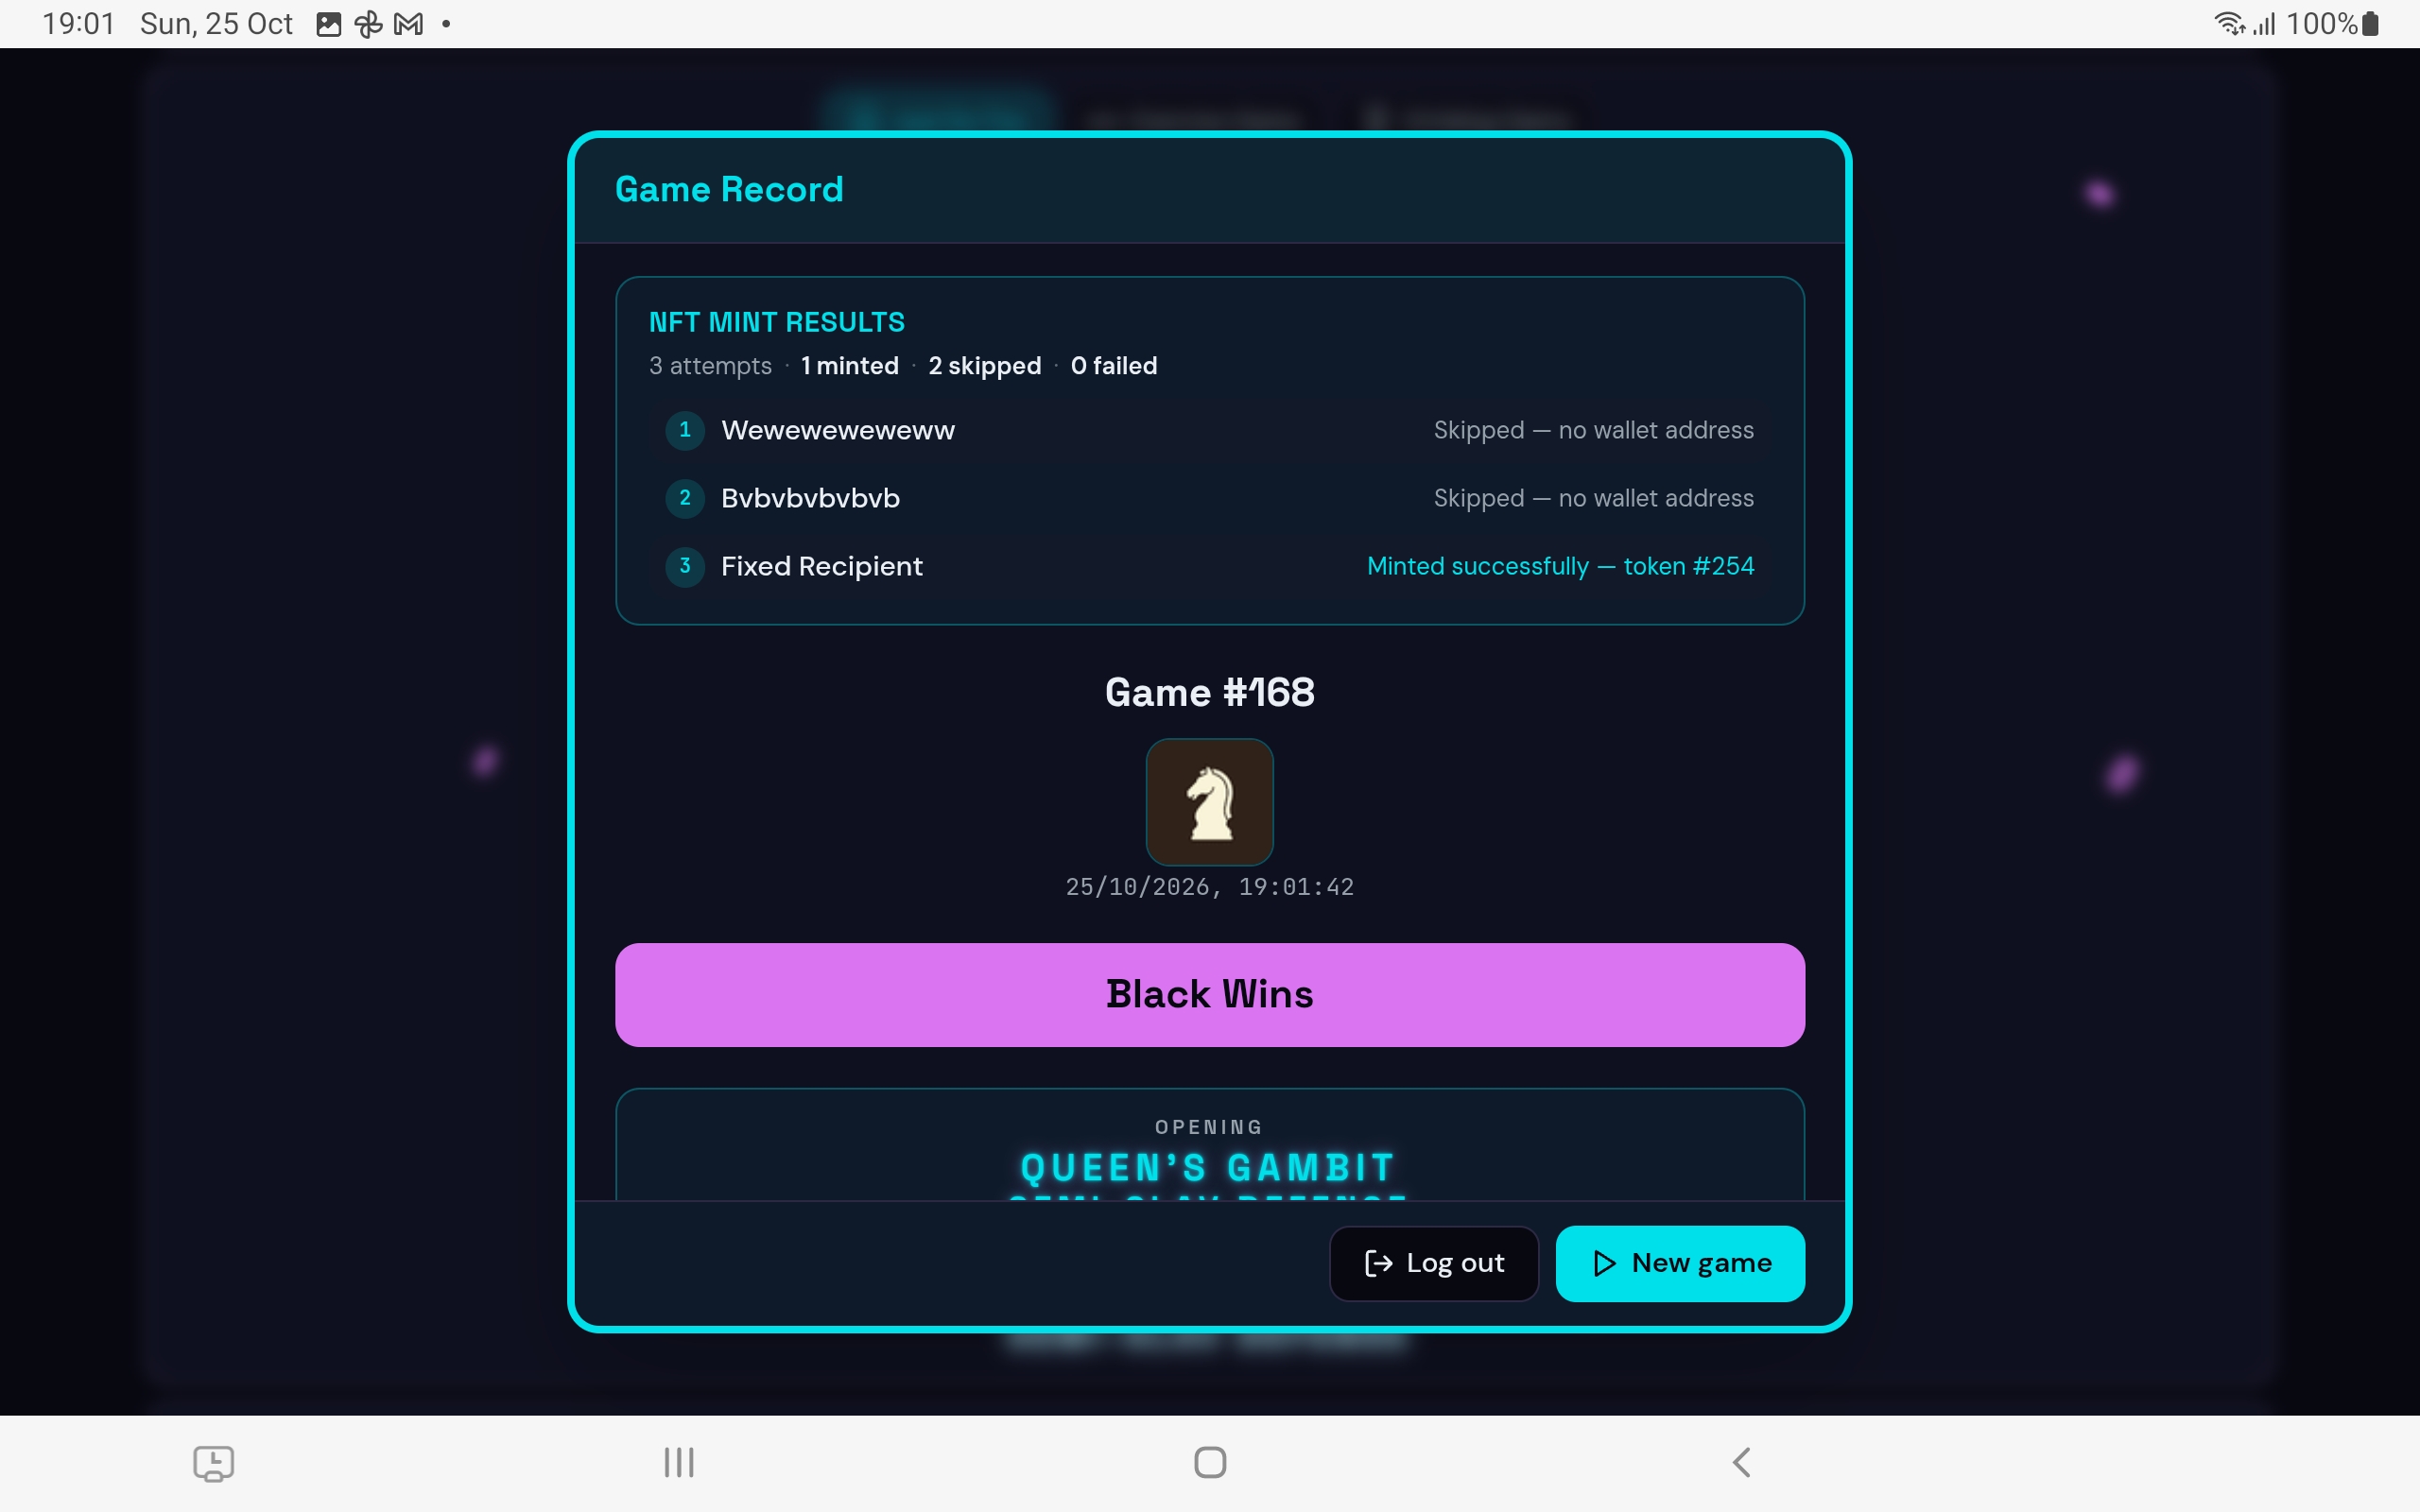 19:01 Sun, 25 Oct
100%
Game Record
NFT MINT RESULTS
3 attempts · 1 minted · 2 skipped · 0 failed
1 Weweweweweww Skipped — no wallet address
2 Bvbvbvbvbvb Skipped — no wallet address
3 Fixed Recipient Minted successfully — token #254
Game #168
25/10/2026, 19:01:42
Black Wins
OPENING
QUEEN'S GAMBIT
Log out
New game